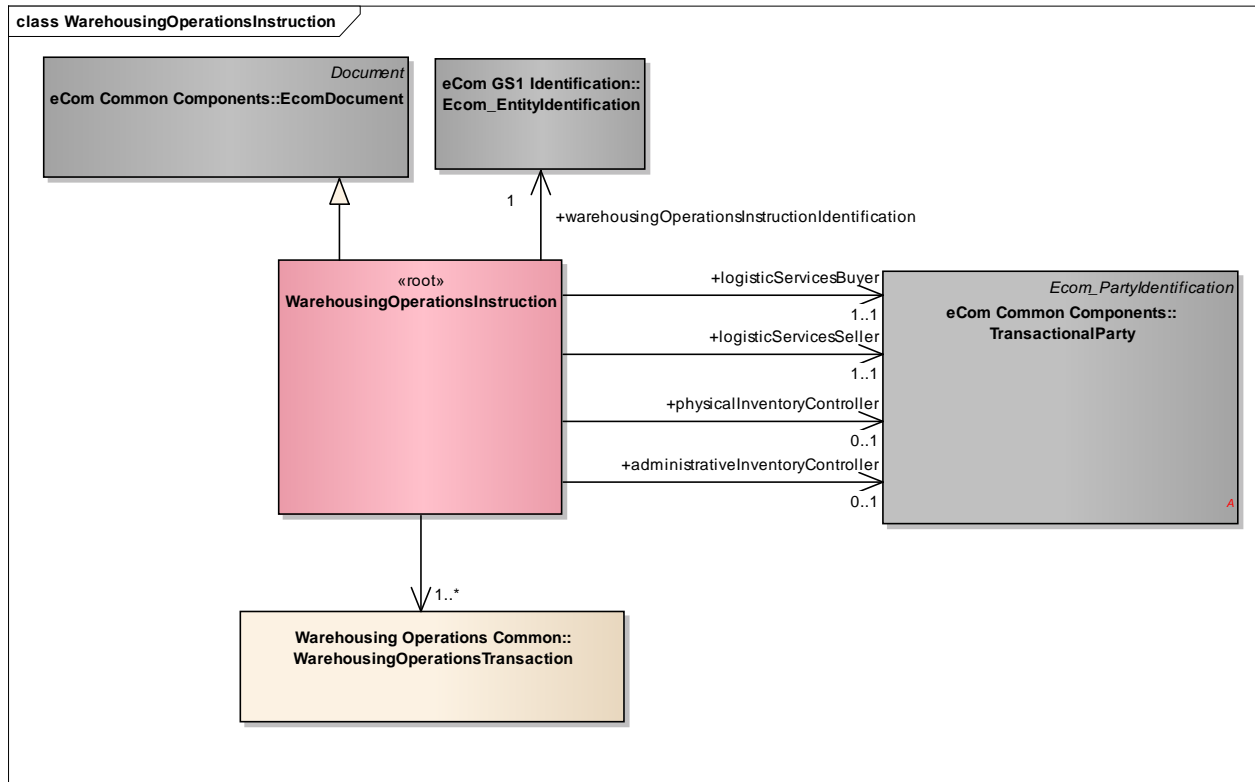 class WarehousingOperationsInstruction
Document
eCom Common Components::EcomDocument
eCom GS1 Identification::
Ecom_EntityIdentification
1
+warehousingOperationsInstructionIdentification
«root»
WarehousingOperationsInstruction
+logisticServicesBuyer
1..1
+logisticServicesSeller
1..1
+physicalInventoryController
0..1
+administrativeInventoryController
0..1
Ecom_PartyIdentification
eCom Common Components::
TransactionalParty
A
1..*
Warehousing Operations Common::
WarehousingOperationsTransaction